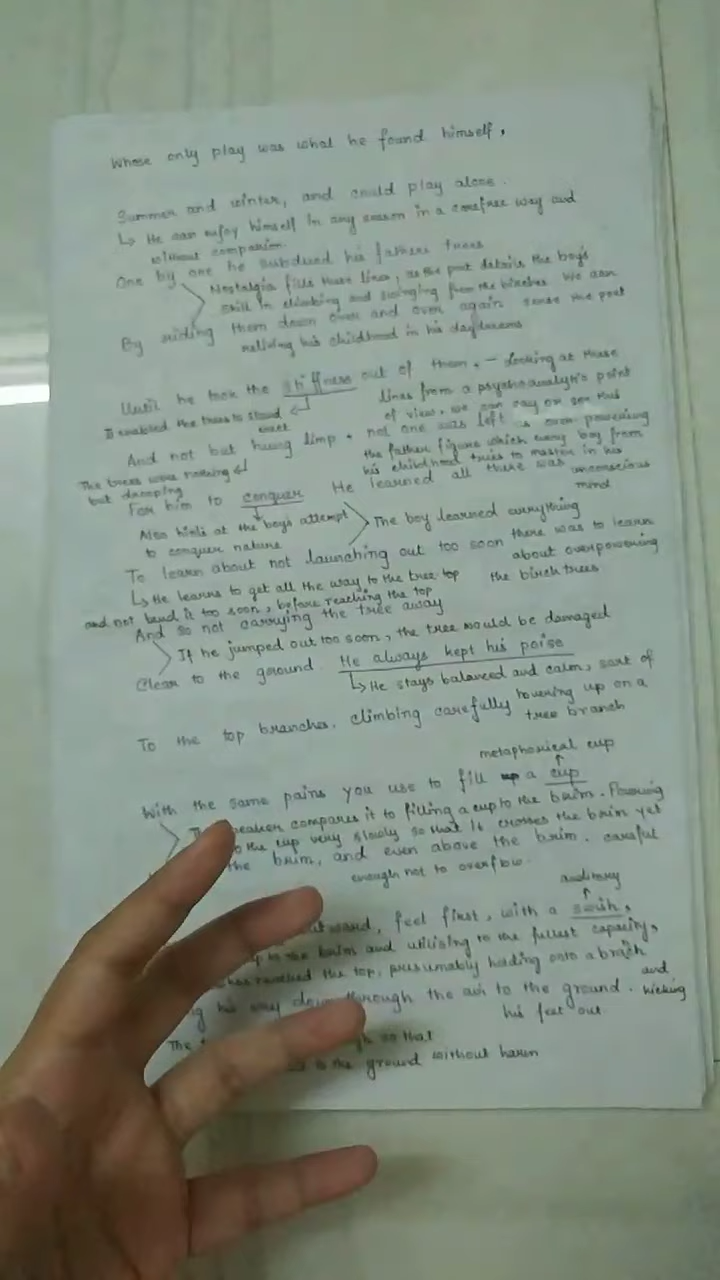 Whose only play was what he found himself,
Summer and winter, and could play alone.
↳ He can enjoy himself in any season in a carefree way and
without companion.
One by one he subdued his fathers trees
Nostalgia fills these lines, as the poet details the boy's
skill in climbing and swinging from the birches. We can
By riding them down over and over again sense the poet
reliving his childhood in his daydreams
Until he took the stiffness out of them, - Looking at these
It enabled the trees to stand erect
lines from a psychoanalytic point
of view, we can say or see this
And not but hung limp, not one was left is over-powering
The trees were nothing but drooping
the father figure which every boy from
his childhood tries to master in his
unconscious mind
For him to conquer He learned all there was
Also hints at the boy's attempt
to conquer nature
The boy learned everything
there was to learn
about overpowering
the birch trees
To learn about not launching out too soon
↳ He learns to get all the way to the tree top
and not bend it too soon, before reaching the top
And so not carrying the tree away
If he jumped out too soon, the tree would be damaged
Clear to the ground. He always kept his poise
↳ He stays balanced and calm, sort of
hovering up on a
tree branch
To the top branches, climbing carefully
metaphorical cup
With the same pains you use to fill a cup
speaker compares it to filling a cup to the brim. Pouring
the cup very slowly so that it crosses the brim yet
the brim, and even above the brim. careful
enough not to overflow.
auditory
outward, feet first, with a swish,
up to the brim and utilising to the fullest capacity,
has reached the top, presumably holding onto a branch
and kicking
his way down through the air to the ground.
his feet out.
The
so that
to the ground without harm